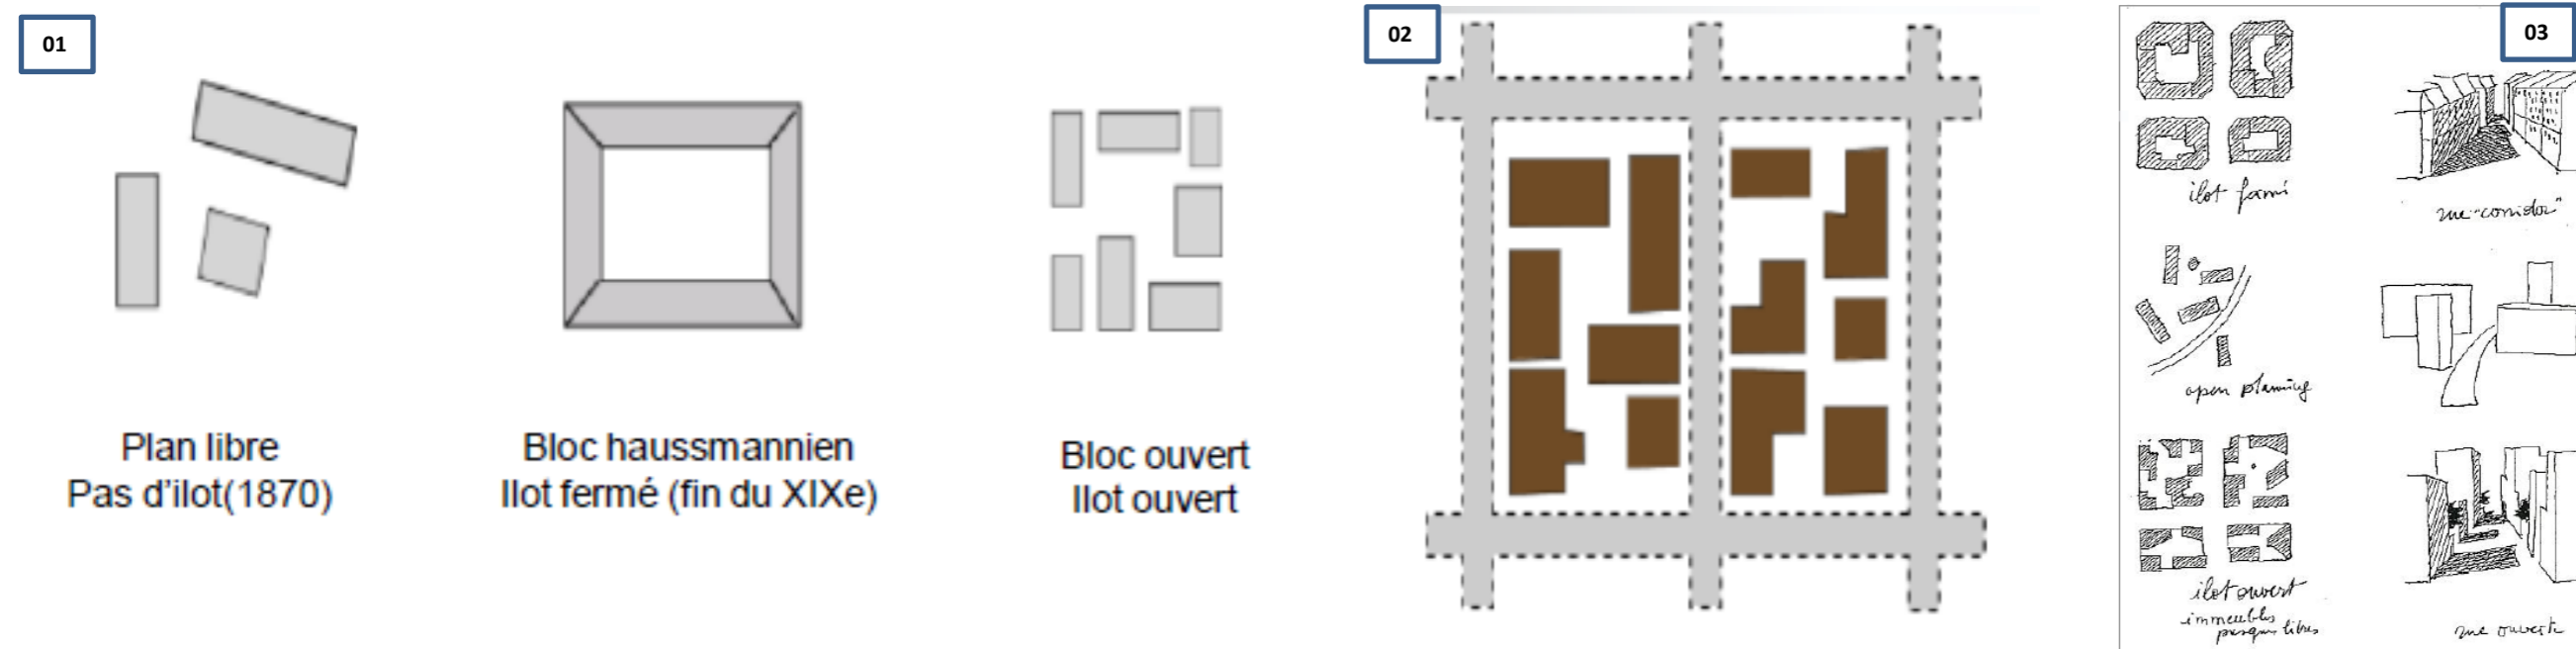 01
Plan libre
Pas d'ilot(1870)
Bloc haussmannien
Ilot fermé (fin du XIXe)
Bloc ouvert
Ilot ouvert
02
03
ilot fermé
rue "corridor"
open planning
ilot ouvert
immeubles
presque libres
rue ouverte